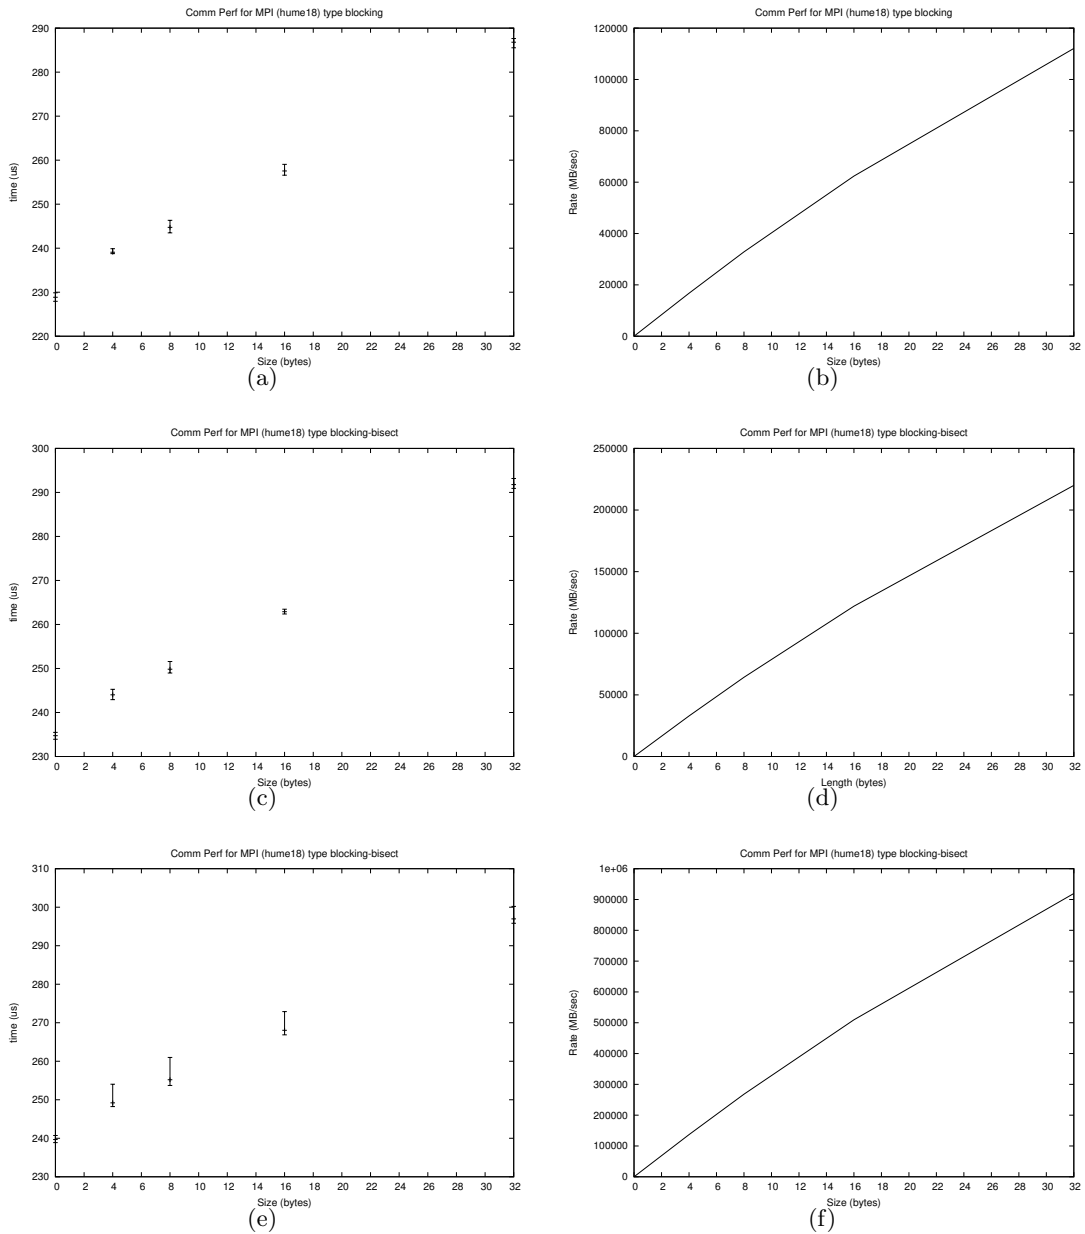 Comm Perf for MPI (hume18) type blocking
290
280
270
260
250
240
230
220
time (us)
0 2 4 6 8 10 12 14 16 18 20 22 24 26 28 30 32
Size (bytes)
(a)
Comm Perf for MPI (hume18) type blocking
120000
100000
80000
60000
40000
20000
0
Rate (MB/sec)
0 2 4 6 8 10 12 14 16 18 20 22 24 26 28 30 32
Size (bytes)
(b)
Comm Perf for MPI (hume18) type blocking-bisect
300
290
280
270
260
250
240
230
time (us)
0 2 4 6 8 10 12 14 16 18 20 22 24 26 28 30 32
Size (bytes)
(c)
Comm Perf for MPI (hume18) type blocking-bisect
250000
200000
150000
100000
50000
0
Rate (MB/sec)
0 2 4 6 8 10 12 14 16 18 20 22 24 26 28 30 32
Length (bytes)
(d)
Comm Perf for MPI (hume18) type blocking-bisect
310
300
290
280
270
260
250
240
230
time (us)
0 2 4 6 8 10 12 14 16 18 20 22 24 26 28 30 32
Size (bytes)
(e)
Comm Perf for MPI (hume18) type blocking-bisect
1e+06
900000
800000
700000
600000
500000
400000
300000
200000
100000
0
Rate (MB/sec)
0 2 4 6 8 10 12 14 16 18 20 22 24 26 28 30 32
Size (bytes)
(f)